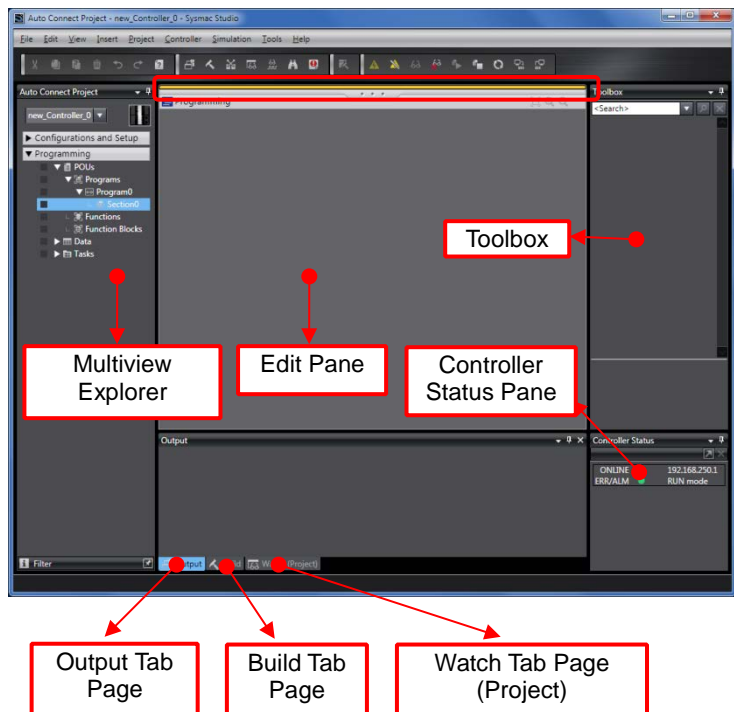 Auto Connect Project - new_Controller_0 - Sysmac Studio
File Edit View Insert Project Controller Simulation Tools Help
Auto Connect Project
new_Controller_0
Configurations and Setup
Programming
POUs
Programs
Program0
Section0
Functions
Function Blocks
Data
Tasks
Filter
Programming
Toolbox
<Search>
Toolbox
Multiview
Explorer
Edit Pane
Controller
Status Pane
Output
Controller Status
ONLINE 192.168.250.1
ERR/ALM RUN mode
(Project)
Output Tab
Page
Build Tab
Page
Watch Tab Page
(Project)